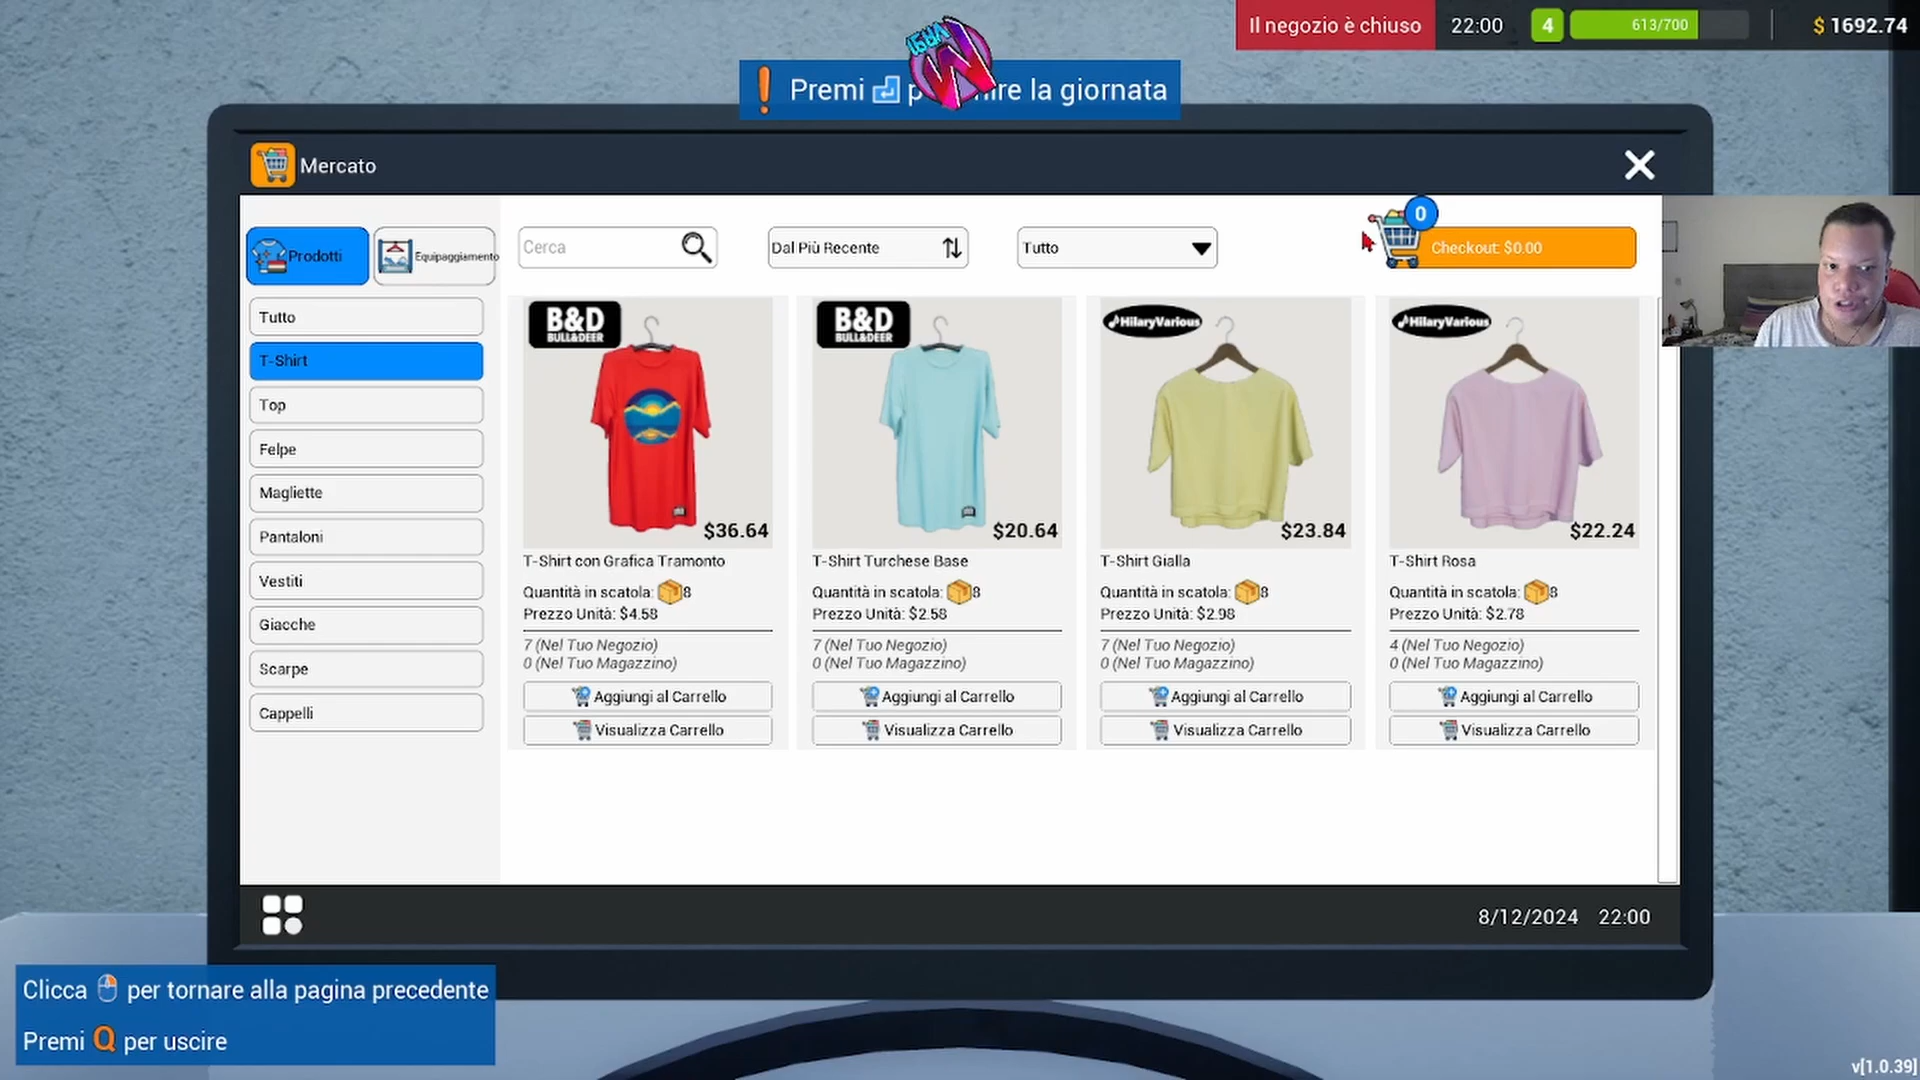 Il negozio è chiuso
22:00
4
613/700
$ 1692.74
Premi p ire la giornata
Mercato
Prodotti
Equipaggiamento
Cerca
Dal Più Recente
Tutto
0
Checkout: $0.00
Tutto
T-Shirt
Top
Felpe
Magliette
Pantaloni
Vestiti
Giacche
Scarpe
Cappelli
B&D
BULL&DEER
$36.64
T-Shirt con Grafica Tramonto
Quantità in scatola: 8
Prezzo Unità: $4.58
7 (Nel Tuo Negozio)
0 (Nel Tuo Magazzino)
Aggiungi al Carrello
Visualizza Carrello
B&D
BULL&DEER
$20.64
T-Shirt Turchese Base
Quantità in scatola: 8
Prezzo Unità: $2.58
7 (Nel Tuo Negozio)
0 (Nel Tuo Magazzino)
Aggiungi al Carrello
Visualizza Carrello
HilaryVarious
$23.84
T-Shirt Gialla
Quantità in scatola: 8
Prezzo Unità: $2.98
7 (Nel Tuo Negozio)
0 (Nel Tuo Magazzino)
Aggiungi al Carrello
Visualizza Carrello
HilaryVarious
$22.24
T-Shirt Rosa
Quantità in scatola: 8
Prezzo Unità: $2.78
4 (Nel Tuo Negozio)
0 (Nel Tuo Magazzino)
Aggiungi al Carrello
Visualizza Carrello
8/12/2024 22:00
Clicca per tornare alla pagina precedente
Premi Q per uscire
v[1.0.39]